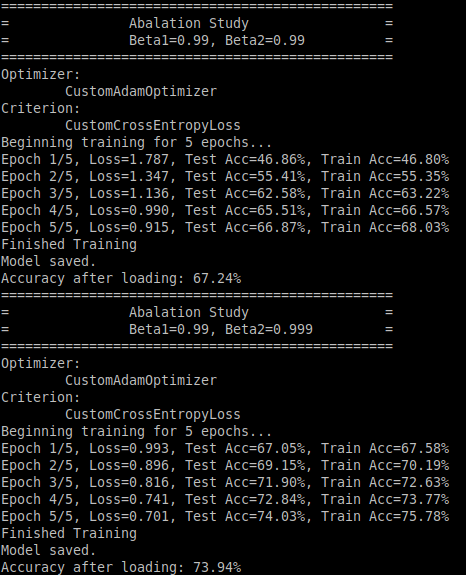 =================================================
=               Abalation Study                 =
=               Beta1=0.99, Beta2=0.99          =
=================================================
Optimizer:
        CustomAdamOptimizer
Criterion:
        CustomCrossEntropyLoss
Beginning training for 5 epochs...
Epoch 1/5, Loss=1.787, Test Acc=46.86%, Train Acc=46.80%
Epoch 2/5, Loss=1.347, Test Acc=55.41%, Train Acc=55.35%
Epoch 3/5, Loss=1.136, Test Acc=62.58%, Train Acc=63.22%
Epoch 4/5, Loss=0.990, Test Acc=65.51%, Train Acc=66.57%
Epoch 5/5, Loss=0.915, Test Acc=66.87%, Train Acc=68.03%
Finished Training
Model saved.
Accuracy after loading: 67.24%
=================================================
=               Abalation Study                 =
=               Beta1=0.99, Beta2=0.999         =
=================================================
Optimizer:
        CustomAdamOptimizer
Criterion:
        CustomCrossEntropyLoss
Beginning training for 5 epochs...
Epoch 1/5, Loss=0.993, Test Acc=67.05%, Train Acc=67.58%
Epoch 2/5, Loss=0.896, Test Acc=69.15%, Train Acc=70.19%
Epoch 3/5, Loss=0.816, Test Acc=71.90%, Train Acc=72.63%
Epoch 4/5, Loss=0.741, Test Acc=72.84%, Train Acc=73.77%
Epoch 5/5, Loss=0.701, Test Acc=74.03%, Train Acc=75.78%
Finished Training
Model saved.
Accuracy after loading: 73.94%